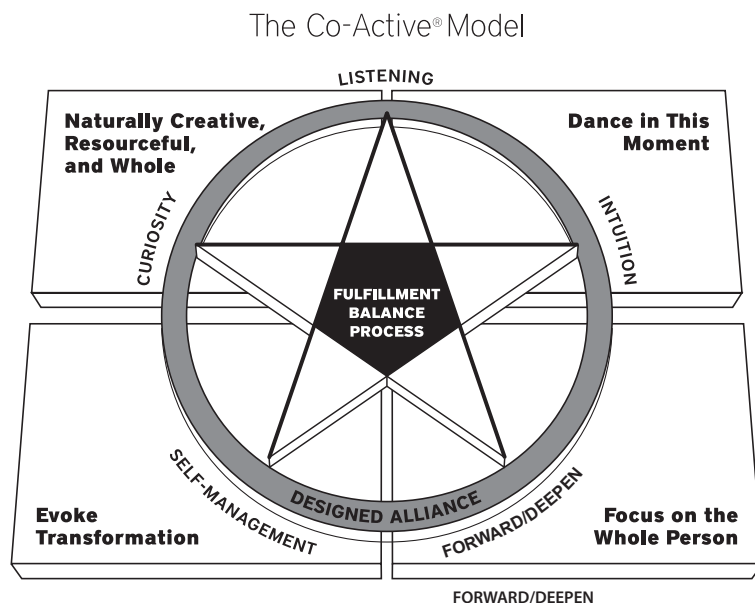 The Co-Active® Model
LISTENING
Naturally Creative,
Resourceful,
and Whole
Dance in This
Moment
CURIOSITY
INTUITION
FULFILLMENT
BALANCE
PROCESS
SELF-MANAGEMENT
DESIGNED ALLIANCE
FORWARD/DEEPEN
Evoke
Transformation
Focus on the
Whole Person
FORWARD/DEEPEN